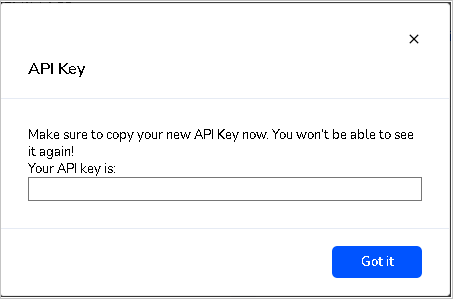 API Key
Make sure to copy your new API Key now. You won't be able to see
it again!
Your API key is:
Got it